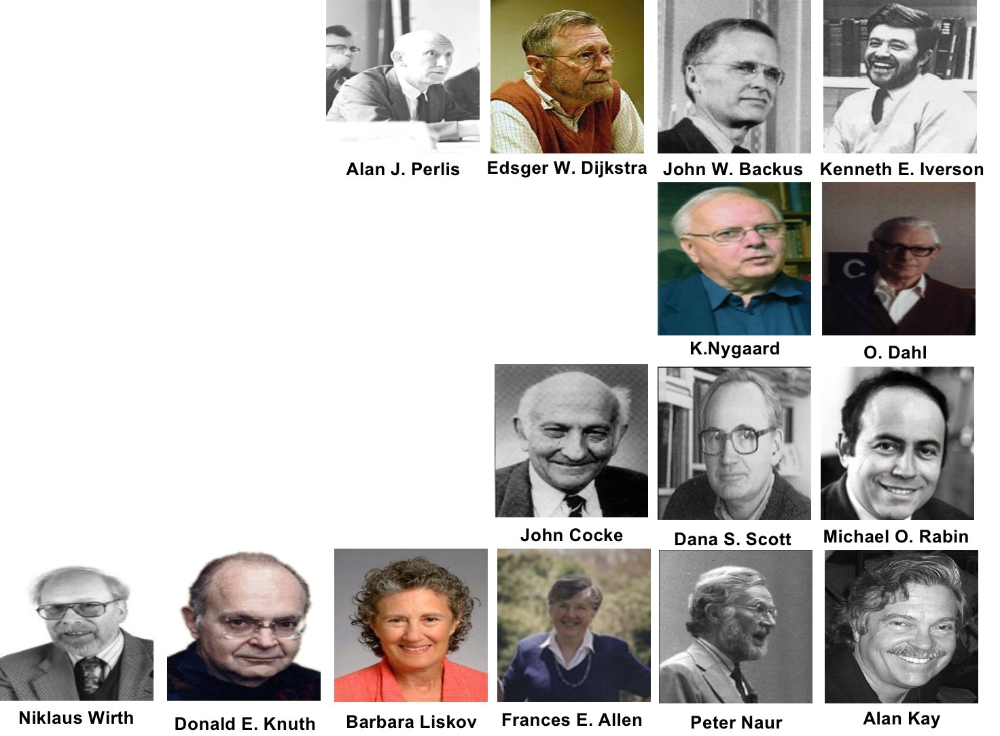 Alan J. Perlis
Edsger W. Dijkstra
John W. Backus
Kenneth E. Iverson
C
K.Nygaard
O. Dahl
John Cocke
Dana S. Scott
Michael O. Rabin
Niklaus Wirth
Donald E. Knuth
Barbara Liskov
Frances E. Allen
Peter Naur
Alan Kay